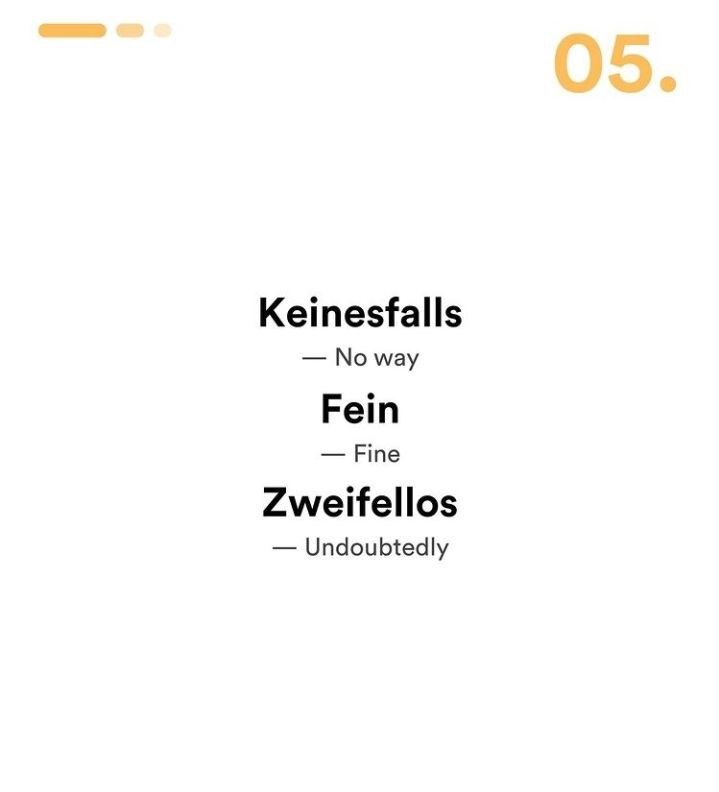 05.
Keinesfalls
— No way
Fein
— Fine
Zweifellos
— Undoubtedly